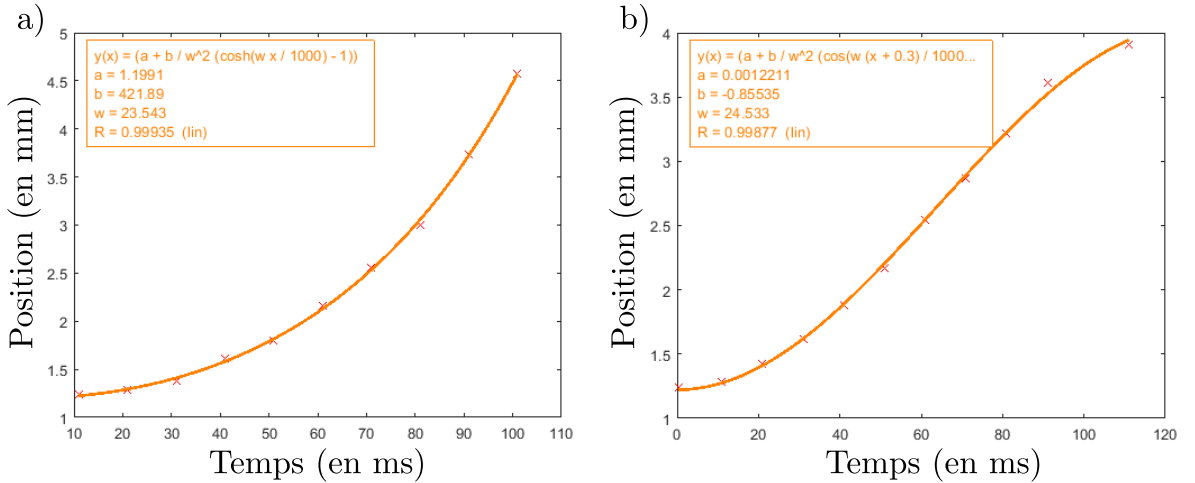 a)
y(x) = (a + b / w^2 (cosh(w x / 1000) - 1))
a = 1.1991
b = 421.89
w = 23.543
R = 0.99935 (lin)
5
4.5
4
3.5
3
2.5
2
1.5
1
10 20 30 40 50 60 70 80 90 100 110
Position (en mm)
Temps (en ms)
b)
y(x) = (a + b / w^2 (cos(w (x + 0.3) / 1000...
a = 0.0012211
b = -0.85535
w = 24.533
R = 0.99877 (lin)
4
3.5
3
2.5
2
1.5
1
0 20 40 60 80 100 120
Position (en mm)
Temps (en ms)